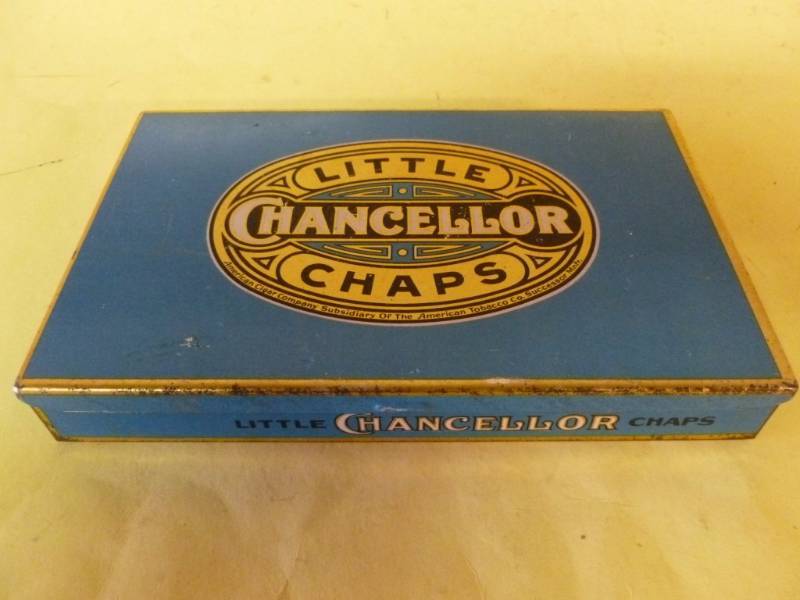 LITTLE
CHANCELLOR
CHAPS
American Cigar Company Subsidiary Of The American Tobacco Co. Successor Mfr.
LITTLE CHANCELLOR CHAPS